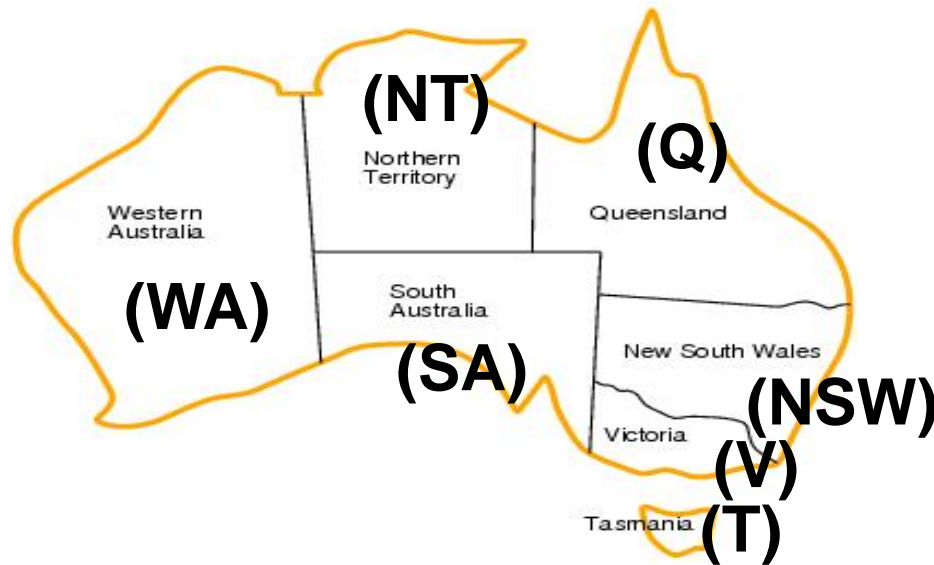 (NT)
(Q)
Northern
Territory
Western
Australia
Queensland
(WA)
South
Australia
(SA)
New South Wales
(NSW)
Victoria
(V)
Tasmania
(T)